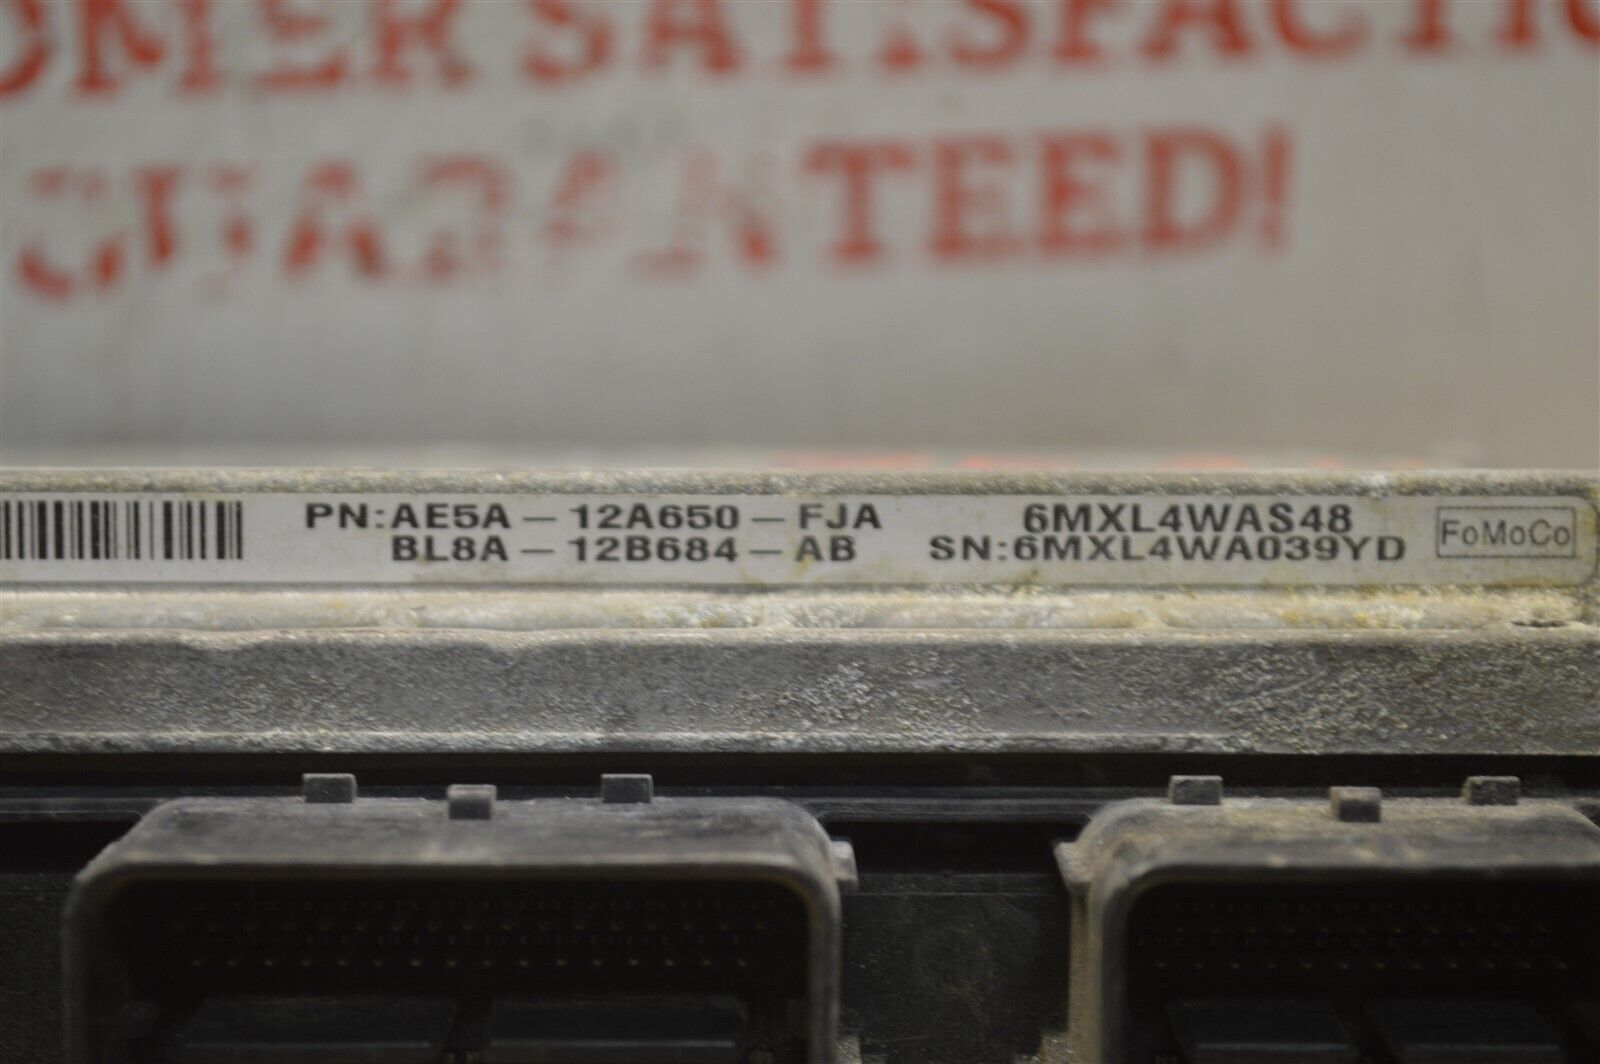 OMER SATISFACTIO
GUARANTEED!
PN:AE5A-12A650-FJA 6MXL4WAS48
BL8A-12B684-AB SN:6MXL4WA039YD
FoMoCo